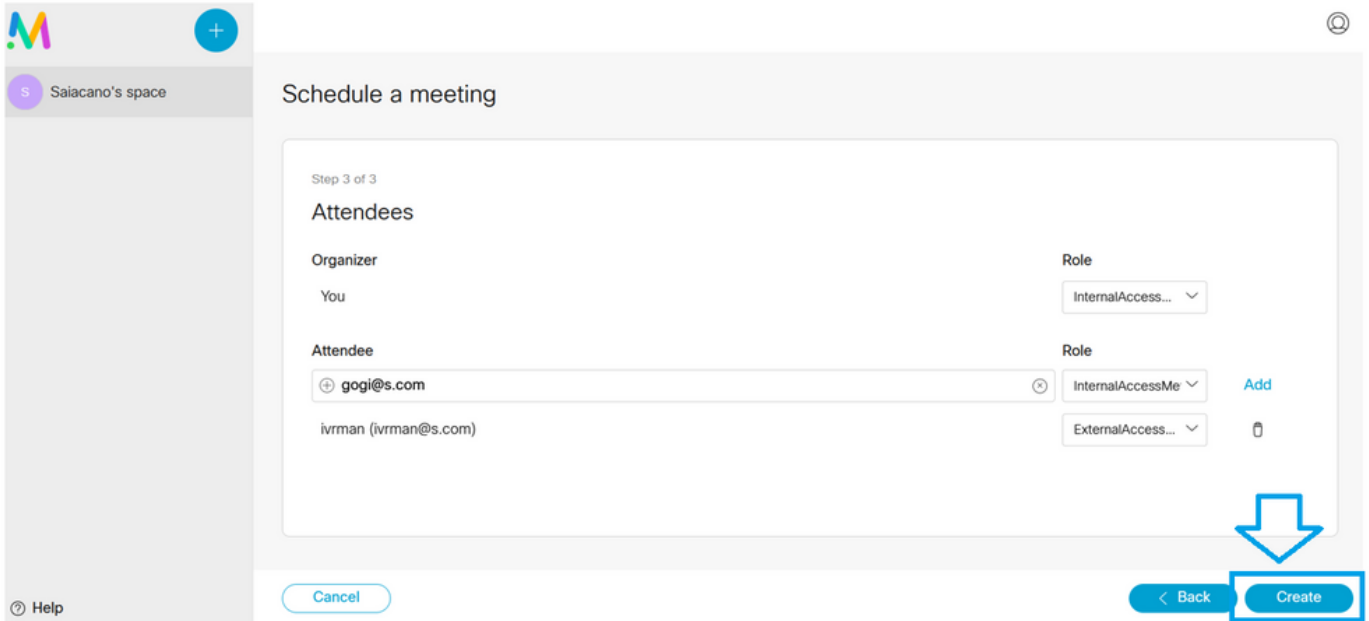 S Saiacano's space
Schedule a meeting
Step 3 of 3
Attendees
Organizer Role
You InternalAccess...
Attendee Role
gogi@s.com InternalAccessMe Add
ivrman (ivrman@s.com) ExternalAccess...
Help Cancel Back Create